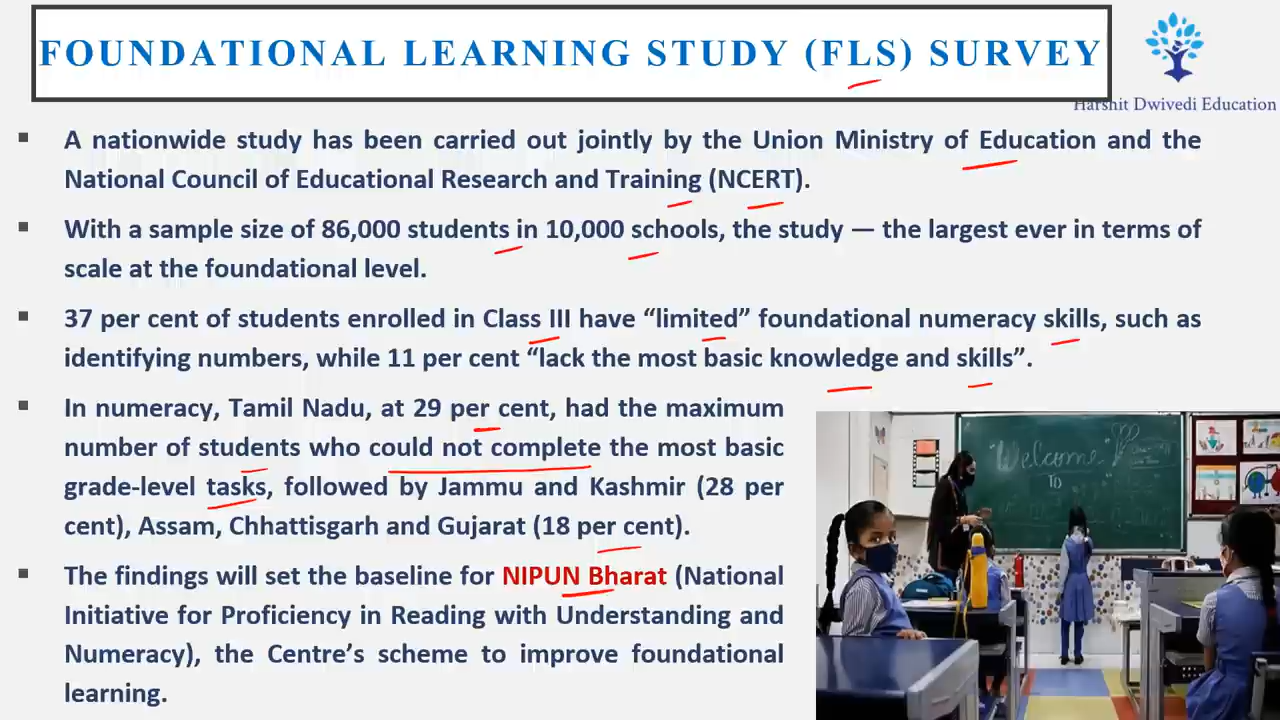 FOUNDATIONAL LEARNING STUDY (FLS) SURVEY
Harshit Dwivedi Education
▪ A nationwide study has been carried out jointly by the Union Ministry of Education and the
National Council of Educational Research and Training (NCERT).
▪ With a sample size of 86,000 students in 10,000 schools, the study — the largest ever in terms of
scale at the foundational level.
▪ 37 per cent of students enrolled in Class III have “limited” foundational numeracy skills, such as
identifying numbers, while 11 per cent “lack the most basic knowledge and skills”.
▪ In numeracy, Tamil Nadu, at 29 per cent, had the maximum
number of students who could not complete the most basic
grade-level tasks, followed by Jammu and Kashmir (28 per
cent), Assam, Chhattisgarh and Gujarat (18 per cent).
▪ The findings will set the baseline for NIPUN Bharat (National
Initiative for Proficiency in Reading with Understanding and
Numeracy), the Centre’s scheme to improve foundational
learning.
"Welcome"
TO